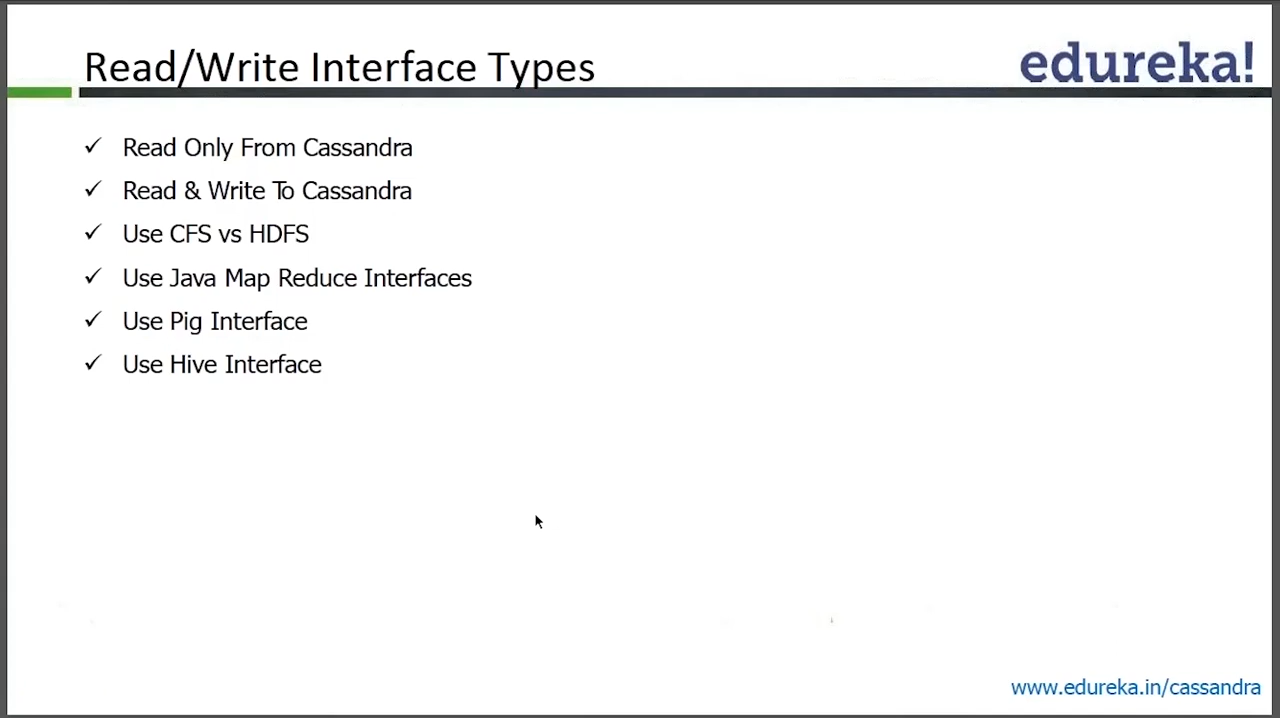 Read/Write Interface Types
edureka!
Read Only From Cassandra
Read & Write To Cassandra
Use CFS vs HDFS
Use Java Map Reduce Interfaces
Use Pig Interface
Use Hive Interface
www.edureka.in/cassandra